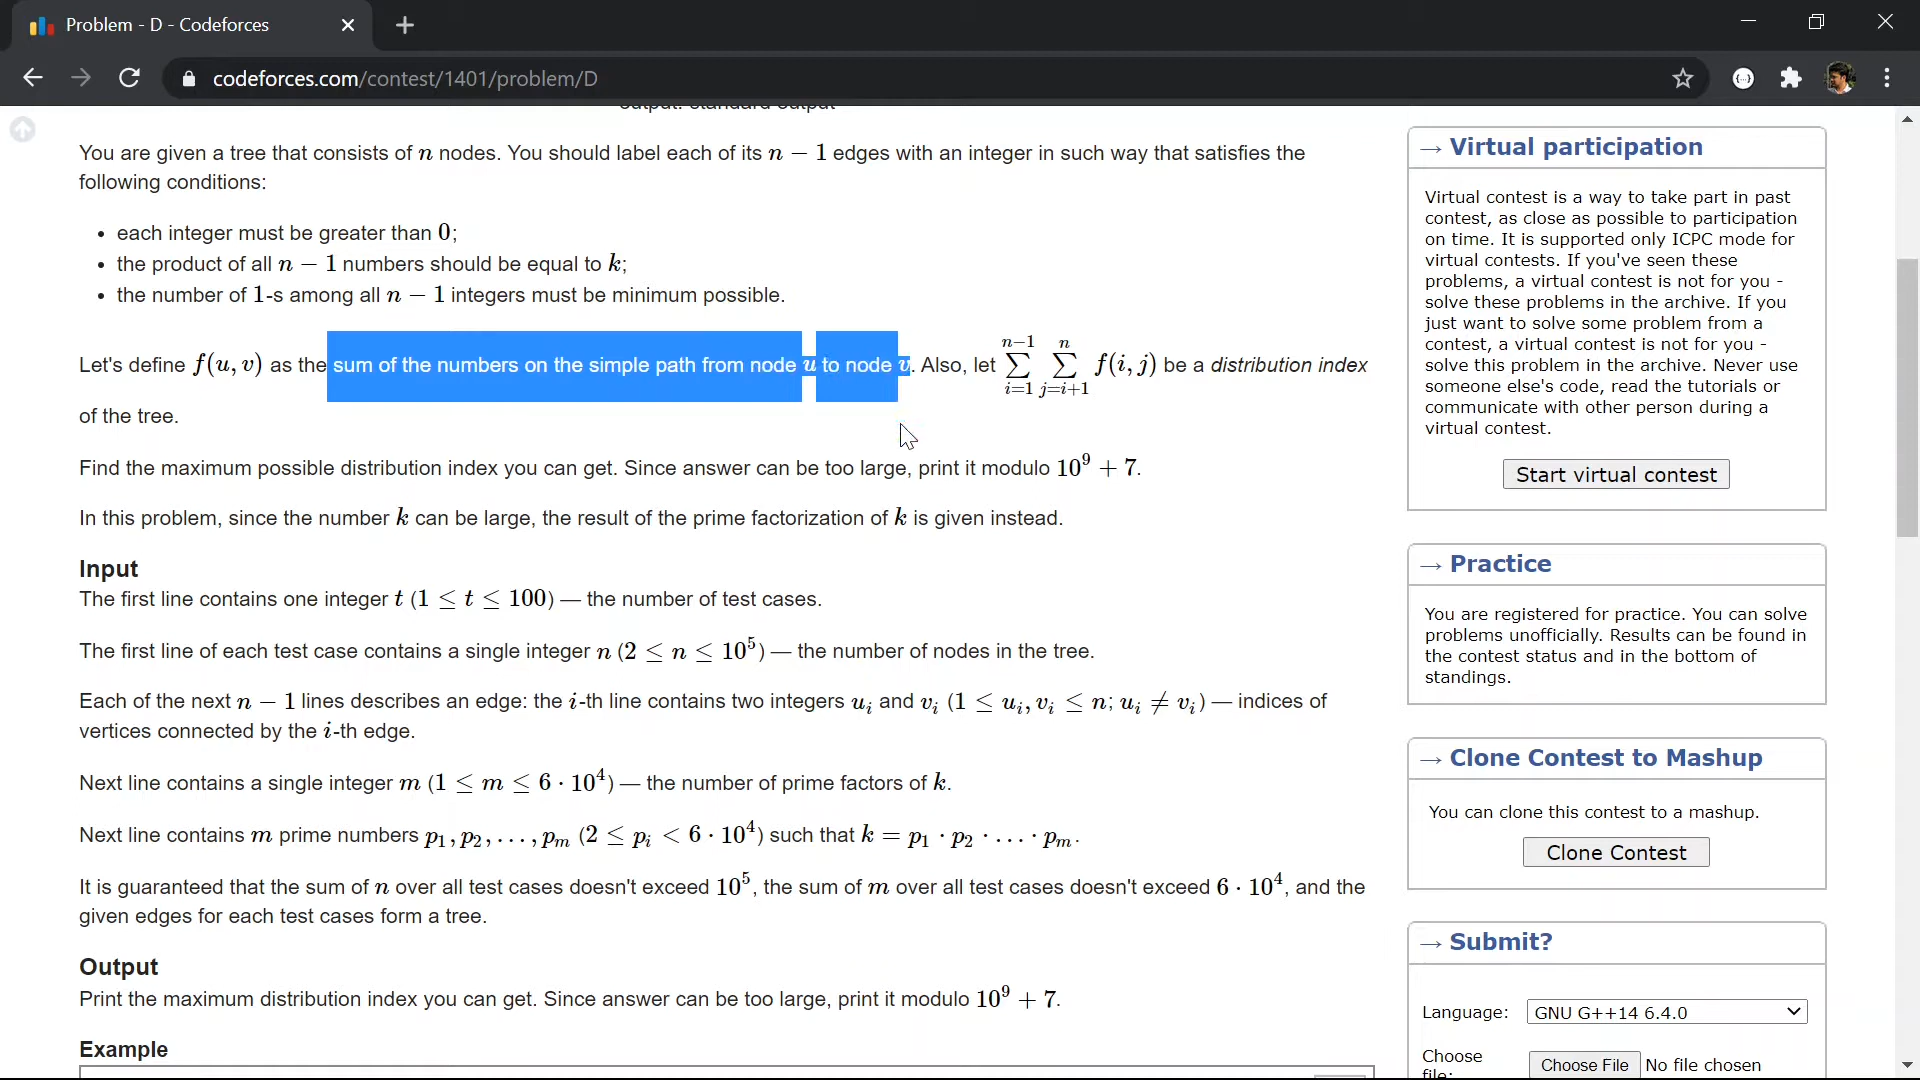 Problem - D - Codeforces
codeforces.com/contest/1401/problem/D
output: standard output
You are given a tree that consists of n nodes. You should label each of its n − 1 edges with an integer in such way that satisfies the
following conditions:
• each integer must be greater than 0;
• the product of all n − 1 numbers should be equal to k;
• the number of 1-s among all n − 1 integers must be minimum possible.
Let's define f(u, v) as the sum of the numbers on the simple path from node u to node v. Also, let ∑_{i=1}^{n−1} ∑_{j=i+1}^{n} f(i, j) be a distribution index
of the tree.
Find the maximum possible distribution index you can get. Since answer can be too large, print it modulo 10^9 + 7.
In this problem, since the number k can be large, the result of the prime factorization of k is given instead.
Input
The first line contains one integer t (1 ≤ t ≤ 100) — the number of test cases.
The first line of each test case contains a single integer n (2 ≤ n ≤ 10^5) — the number of nodes in the tree.
Each of the next n − 1 lines describes an edge: the i-th line contains two integers u_i and v_i (1 ≤ u_i, v_i ≤ n; u_i ≠ v_i) — indices of
vertices connected by the i-th edge.
Next line contains a single integer m (1 ≤ m ≤ 6 · 10^4) — the number of prime factors of k.
Next line contains m prime numbers p_1, p_2, . . . , p_m (2 ≤ p_i < 6 · 10^4) such that k = p_1 · p_2 · . . . · p_m.
It is guaranteed that the sum of n over all test cases doesn't exceed 10^5, the sum of m over all test cases doesn't exceed 6 · 10^4, and the
given edges for each test cases form a tree.
Output
Print the maximum distribution index you can get. Since answer can be too large, print it modulo 10^9 + 7.
Example
→ Virtual participation
Virtual contest is a way to take part in past
contest, as close as possible to participation
on time. It is supported only ICPC mode for
virtual contests. If you've seen these
problems, a virtual contest is not for you -
solve these problems in the archive. If you
just want to solve some problem from a
contest, a virtual contest is not for you -
solve this problem in the archive. Never use
someone else's code, read the tutorials or
communicate with other person during a
virtual contest.
Start virtual contest
→ Practice
You are registered for practice. You can solve
problems unofficially. Results can be found in
the contest status and in the bottom of
standings.
→ Clone Contest to Mashup
You can clone this contest to a mashup.
Clone Contest
→ Submit?
Language: GNU G++14 6.4.0
Choose
file: Choose File No file chosen